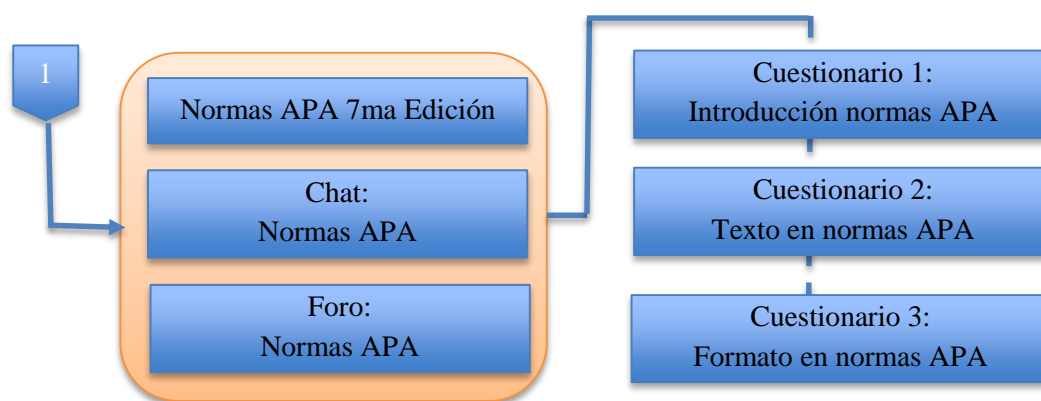 1
Normas APA 7ma Edición
Chat:
Normas APA
Foro:
Normas APA
Cuestionario 1:
Introducción normas APA
Cuestionario 2:
Texto en normas APA
Cuestionario 3:
Formato en normas APA